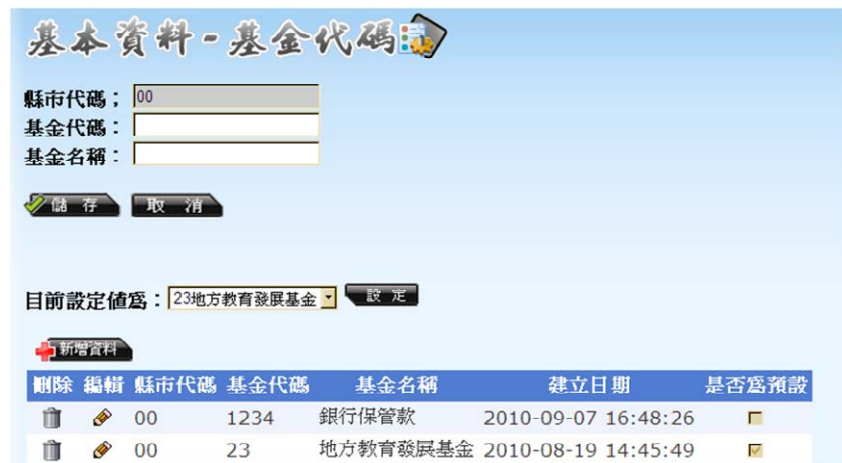 基本資料-基金代碼
縣市代碼； 00
基金代碼：
基金名稱：
儲 存 取 消
目前設定值為： 23地方教育發展基金 設 定
新增資料
刪除 編輯 縣市代碼 基金代碼 基金名稱 建立日期 是否為預設
00 1234 銀行保管款 2010-09-07 16:48:26
00 23 地方教育發展基金 2010-08-19 14:45:49